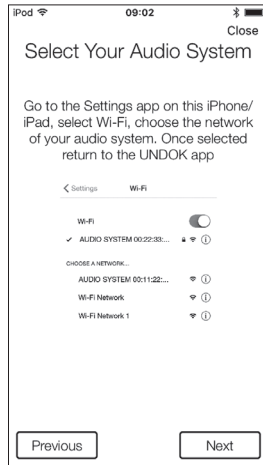 iPod 09:02
Close
Select Your Audio System
Go to the Settings app on this iPhone/
iPad, select Wi-Fi, choose the network
of your audio system. Once selected
return to the UNDOK app
Settings Wi-Fi
Wi-Fi
AUDIO SYSTEM 00:22:33:...
CHOOSE A NETWORK...
AUDIO SYSTEM 00:11:22:...
Wi-Fi Network
Wi-Fi Network 1
Previous Next